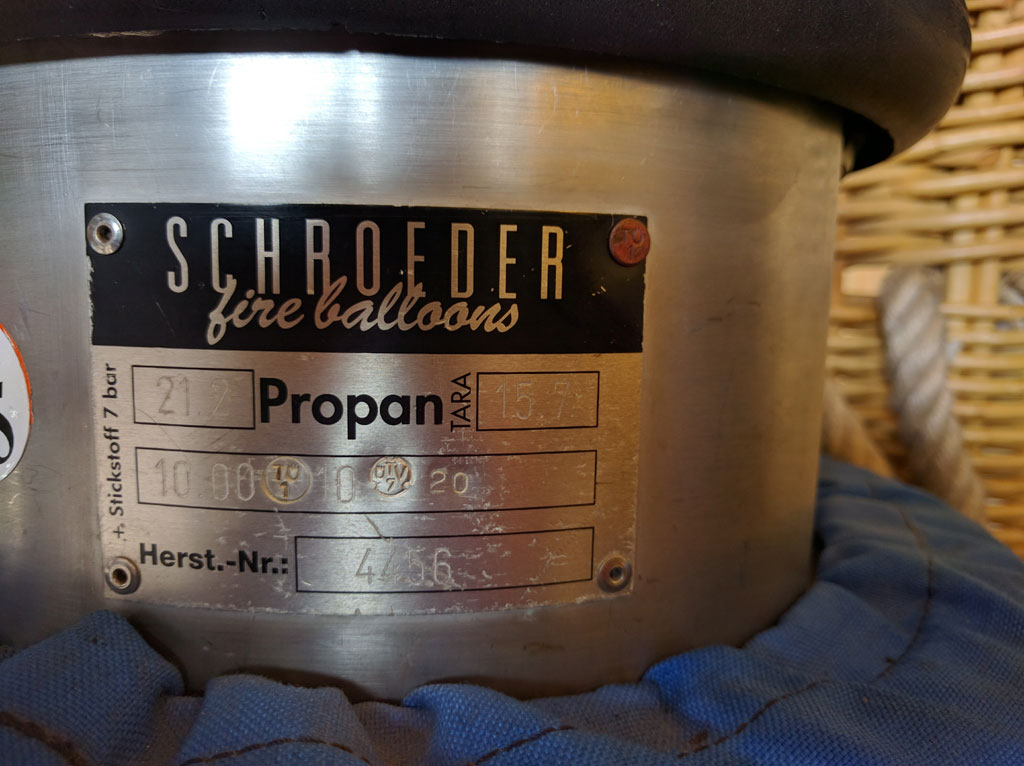 SCHROEDER
fire balloons
+. Stickstoff 7 bar
21.2 Propan TARA 15.7
10.00 10 20
Herst.-Nr.: 4456